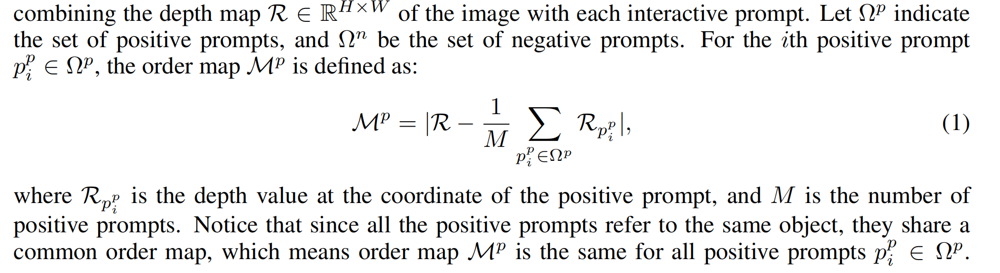 combining the depth map $\mathcal{R} \in \mathbb{R}^{H \times W}$ of the image with each interactive prompt. Let $\Omega^p$ indicate
the set of positive prompts, and $\Omega^n$ be the set of negative prompts. For the $i$th positive prompt
$p_i^p \in \Omega^p$, the order map $\mathcal{M}^p$ is defined as:
$\mathcal{M}^p = |\mathcal{R} - \frac{1}{M} \sum_{p_i^p \in \Omega^p} \mathcal{R}_{p_i^p}|,$ (1)
where $\mathcal{R}_{p_i^p}$ is the depth value at the coordinate of the positive prompt, and $M$ is the number of
positive prompts. Notice that since all the positive prompts refer to the same object, they share a
common order map, which means order map $\mathcal{M}^p$ is the same for all positive prompts $p_i^p \in \Omega^p$.